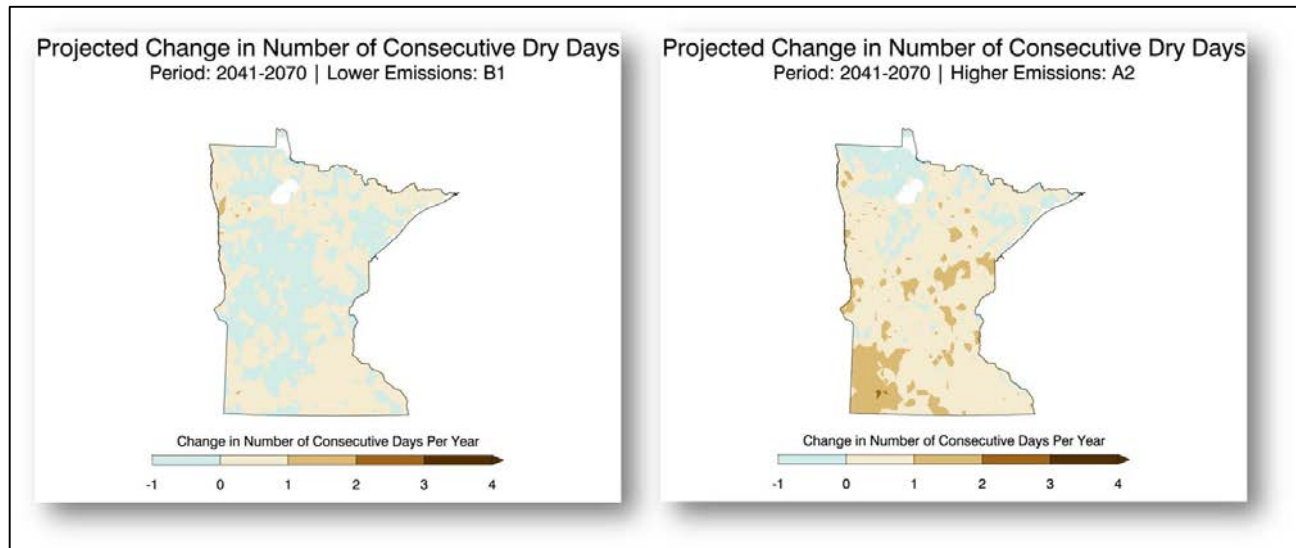 Projected Change in Number of Consecutive Dry Days
Period: 2041-2070 | Lower Emissions: B1
Change in Number of Consecutive Days Per Year
-1 0 1 2 3 4
Projected Change in Number of Consecutive Dry Days
Period: 2041-2070 | Higher Emissions: A2
Change in Number of Consecutive Days Per Year
-1 0 1 2 3 4